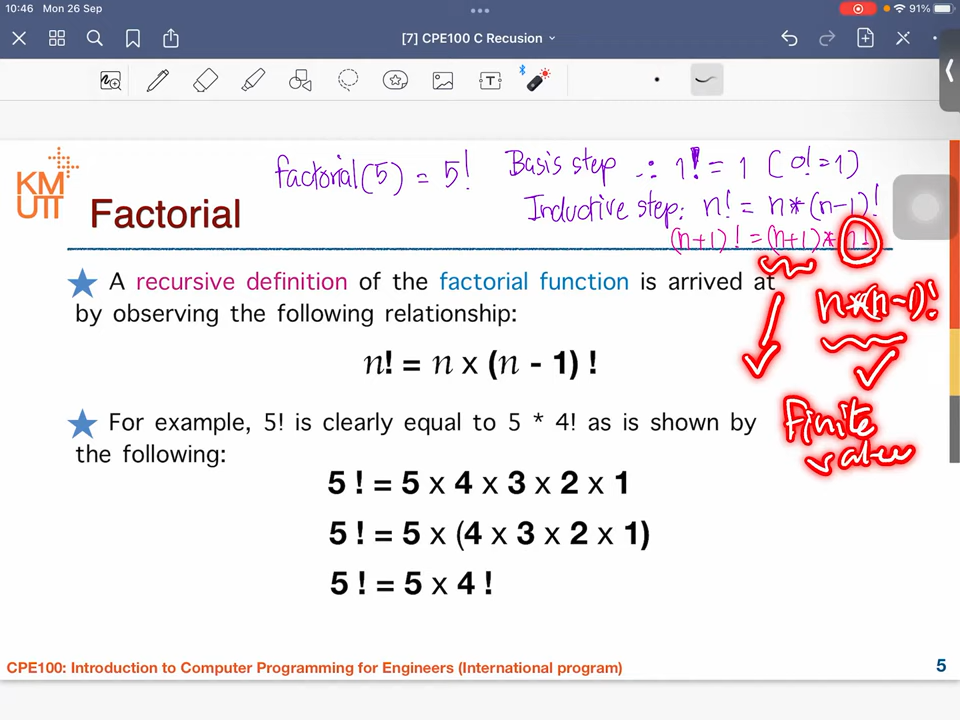 10:46 Mon 26 Sep
91%
[7] CPE100 C Recusion
T
KM
UTT
factorial(5) = 5!
Basis step ∴ 1! = 1 (0! = 1)
Inductive step: n! = n*(n-1)!
(n+1)! = (n+1)* n!
Factorial
A recursive definition of the factorial function is arrived at
by observing the following relationship:
n*(n-1)!
n! = n x (n - 1) !
Finite
value
For example, 5! is clearly equal to 5 * 4! as is shown by
the following:
5 ! = 5 x 4 x 3 x 2 x 1
5 ! = 5 x (4 x 3 x 2 x 1)
5 ! = 5 x 4 !
CPE100: Introduction to Computer Programming for Engineers (International program)
5